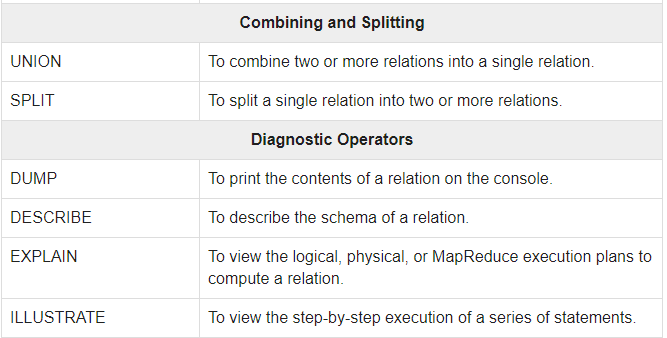 Combining and Splitting
UNION To combine two or more relations into a single relation.
SPLIT To split a single relation into two or more relations.
Diagnostic Operators
DUMP To print the contents of a relation on the console.
DESCRIBE To describe the schema of a relation.
EXPLAIN To view the logical, physical, or MapReduce execution plans to
compute a relation.
ILLUSTRATE To view the step-by-step execution of a series of statements.